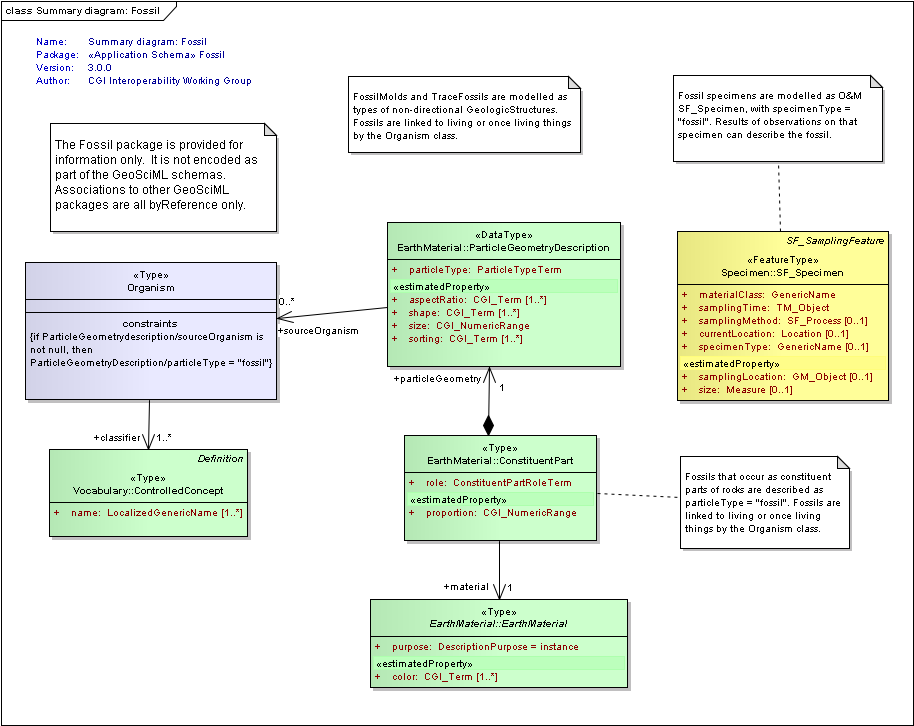 class Summary diagram: Fossil
Name: Summary diagram: Fossil
Package: «Application Schema» Fossil
Version: 3.0.0
Author: CGI Interoperability Working Group
FossilMolds and TraceFossils are modelled as
types of non-directional GeologicStructures.
Fossils are linked to living or once living things
by the Organism class.
Fossil specimens are modelled as O&M
SF_Specimen, with specimenType =
"fossil". Results of observations on that
specimen can describe the fossil.
The Fossil package is provided for
information only. It is not encoded as
part of the GeoSciML schemas.
Associations to other GeoSciML
packages are all byReference only.
«DataType»
EarthMaterial::ParticleGeometryDescription
+ particleType: ParticleTypeTerm
«estimatedProperty»
+ aspectRatio: CGI_Term [1..*]
+ shape: CGI_Term [1..*]
+ size: CGI_NumericRange
+ sorting: CGI_Term [1..*]
SF_SamplingFeature
«FeatureType»
Specimen::SF_Specimen
+ materialClass: GenericName
+ samplingTime: TM_Object
+ samplingMethod: SF_Process [0..1]
+ currentLocation: Location [0..1]
+ specimenType: GenericName [0..1]
«estimatedProperty»
+ samplingLocation: GM_Object [0..1]
+ size: Measure [0..1]
«Type»
Organism
constraints
{if ParticleGeometrydescription/sourceOrganism is
not null, then
ParticleGeometryDescription/particleType = "fossil"}
0..*
+sourceOrganism
+particleGeometry
1
+classifier
1..*
Definition
«Type»
Vocabulary::ControlledConcept
+ name: LocalizedGenericName [1..*]
«Type»
EarthMaterial::ConstituentPart
+ role: ConstituentPartRoleTerm
«estimatedProperty»
+ proportion: CGI_NumericRange
Fossils that occur as constituent
parts of rocks are described as
particleType = "fossil". Fossils are
linked to living or once living
things by the Organism class.
+material
1
«Type»
EarthMaterial::EarthMaterial
+ purpose: DescriptionPurpose = instance
«estimatedProperty»
+ color: CGI_Term [1..*]